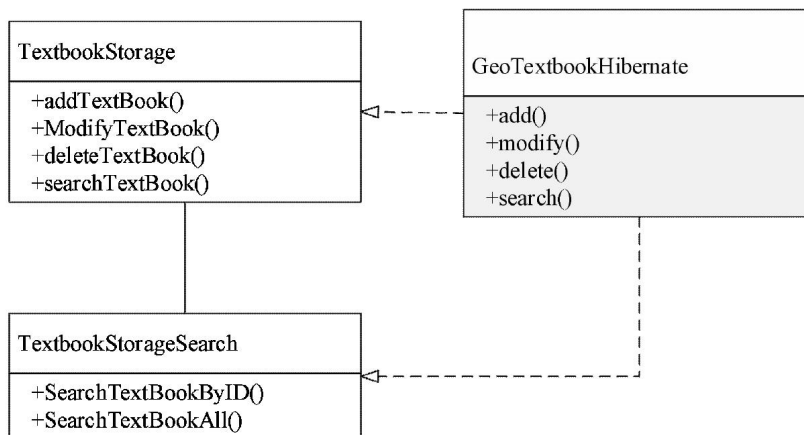 TextbookStorage
+addTextBook()
+ModifyTextBook()
+deleteTextBook()
+searchTextBook()
GeoTextbookHibernate
+add()
+modify()
+delete()
+search()
TextbookStorageSearch
+SearchTextBookByID()
+SearchTextBookAll()